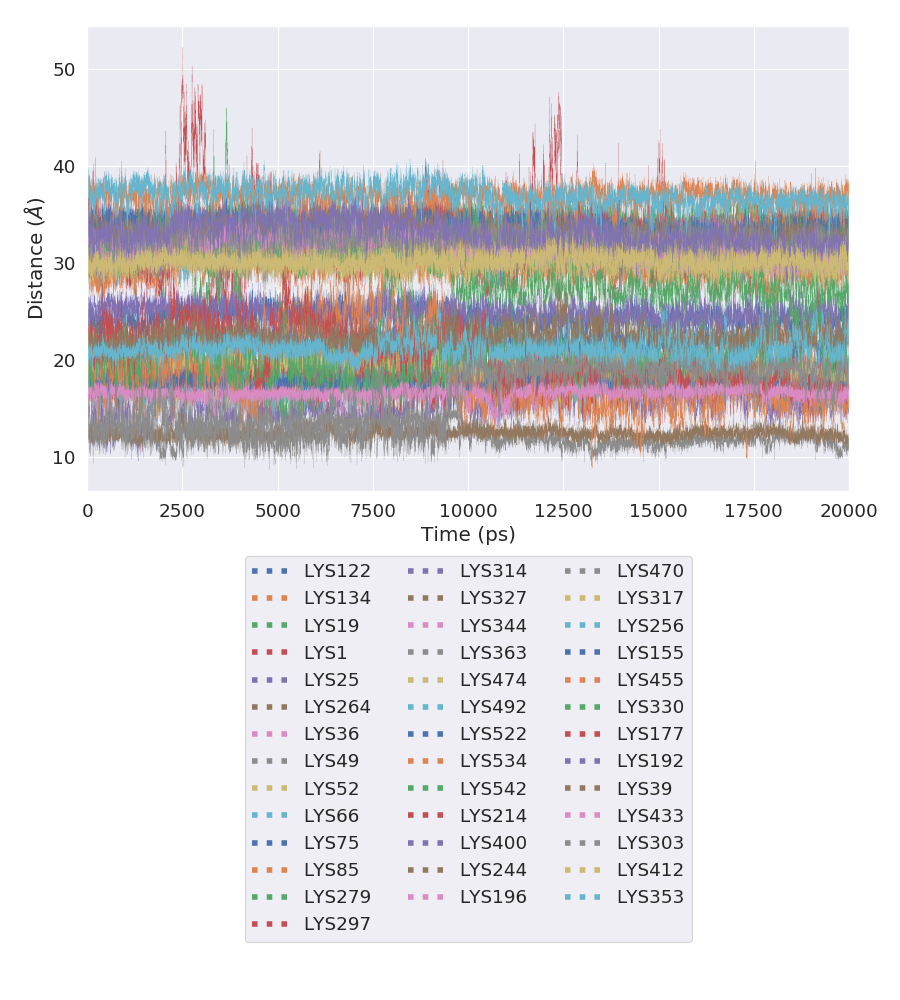 50
40
30
20
10
Distance (Å)
0 2500 5000 7500 10000 12500 15000 17500 20000
Time (ps)
LYS122 LYS314 LYS470
LYS134 LYS327 LYS317
LYS19 LYS344 LYS256
LYS1 LYS363 LYS155
LYS25 LYS474 LYS455
LYS264 LYS492 LYS330
LYS36 LYS522 LYS177
LYS49 LYS534 LYS192
LYS52 LYS542 LYS39
LYS66 LYS214 LYS433
LYS75 LYS400 LYS303
LYS85 LYS244 LYS412
LYS279 LYS196 LYS353
LYS297